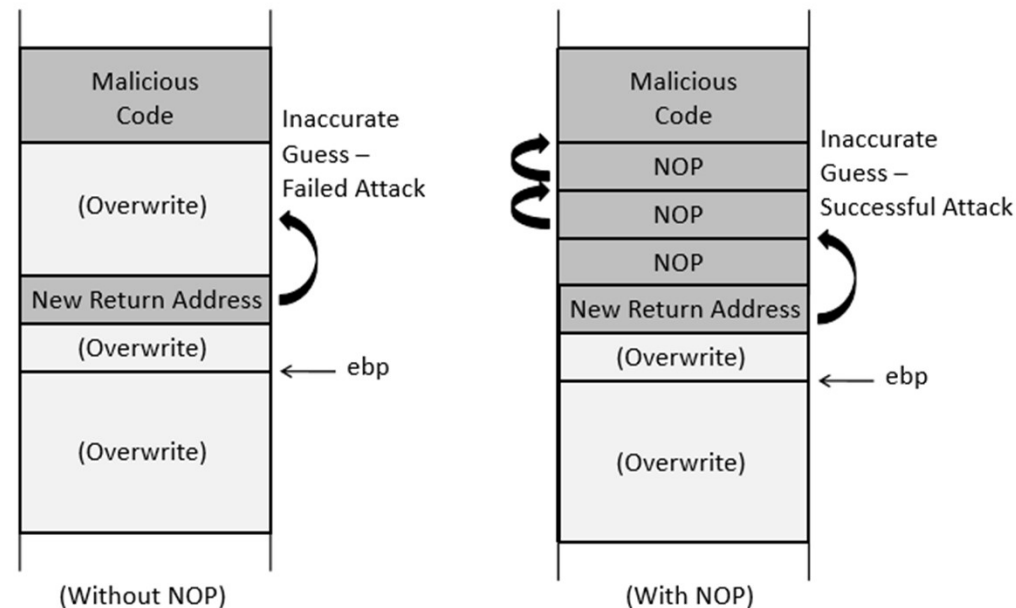 Malicious
Code
Inaccurate
Guess –
Failed Attack
(Overwrite)
New Return Address
(Overwrite)
ebp
(Overwrite)
(Without NOP)
Malicious
Code
Inaccurate
Guess –
Successful Attack
NOP
NOP
NOP
New Return Address
(Overwrite)
ebp
(Overwrite)
(With NOP)